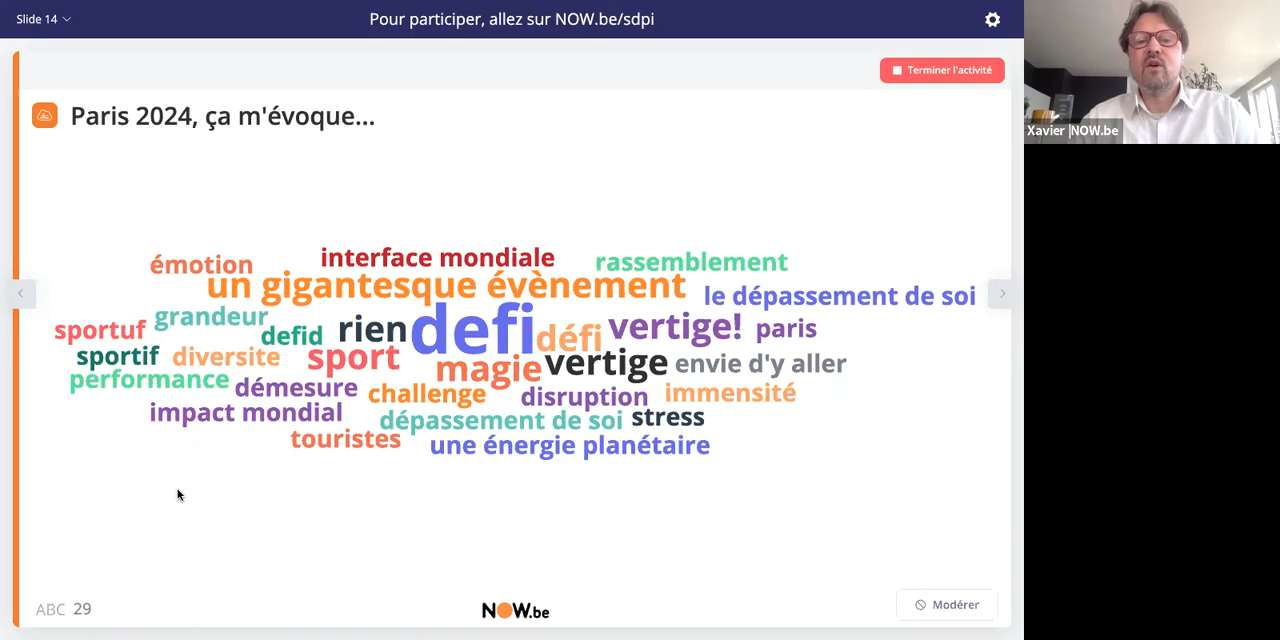 Slide 14
Pour participer, allez sur NOW.be/sdpi
Terminer l'activité
Xavier |NOW.be
Paris 2024, ça m'évoque...
émotion
interface mondiale
rassemblement
un gigantesque évènement
le dépassement de soi
sportuf
grandeur
defid
rien
defi
défi
vertige!
paris
sportif
diversite
sport
magie
vertige
envie d'y aller
performance
démesure
challenge
disruption
immensité
impact mondial
dépassement de soi
stress
touristes
une énergie planétaire
ABC 29
NOW.be
Modérer